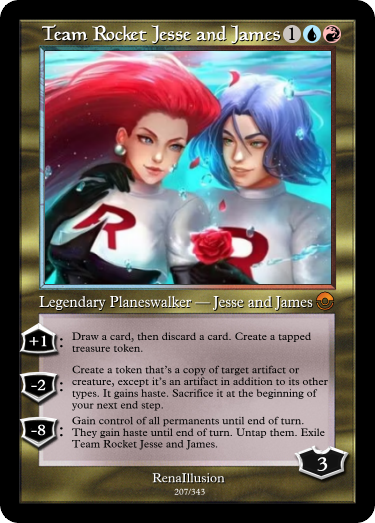 Team Rocket Jesse and James 1
R
R
Legendary Planeswalker — Jesse and James
+1: Draw a card, then discard a card. Create a tapped
treasure token.
-2: Create a token that's a copy of target artifact or
creature, except it's an artifact in addition to its other
types. It gains haste. Sacrifice it at the beginning of
your next end step.
-8: Gain control of all permanents until end of turn.
They gain haste until end of turn. Untap them. Exile
Team Rocket Jesse and James.
3
RenaIllusion
207/343